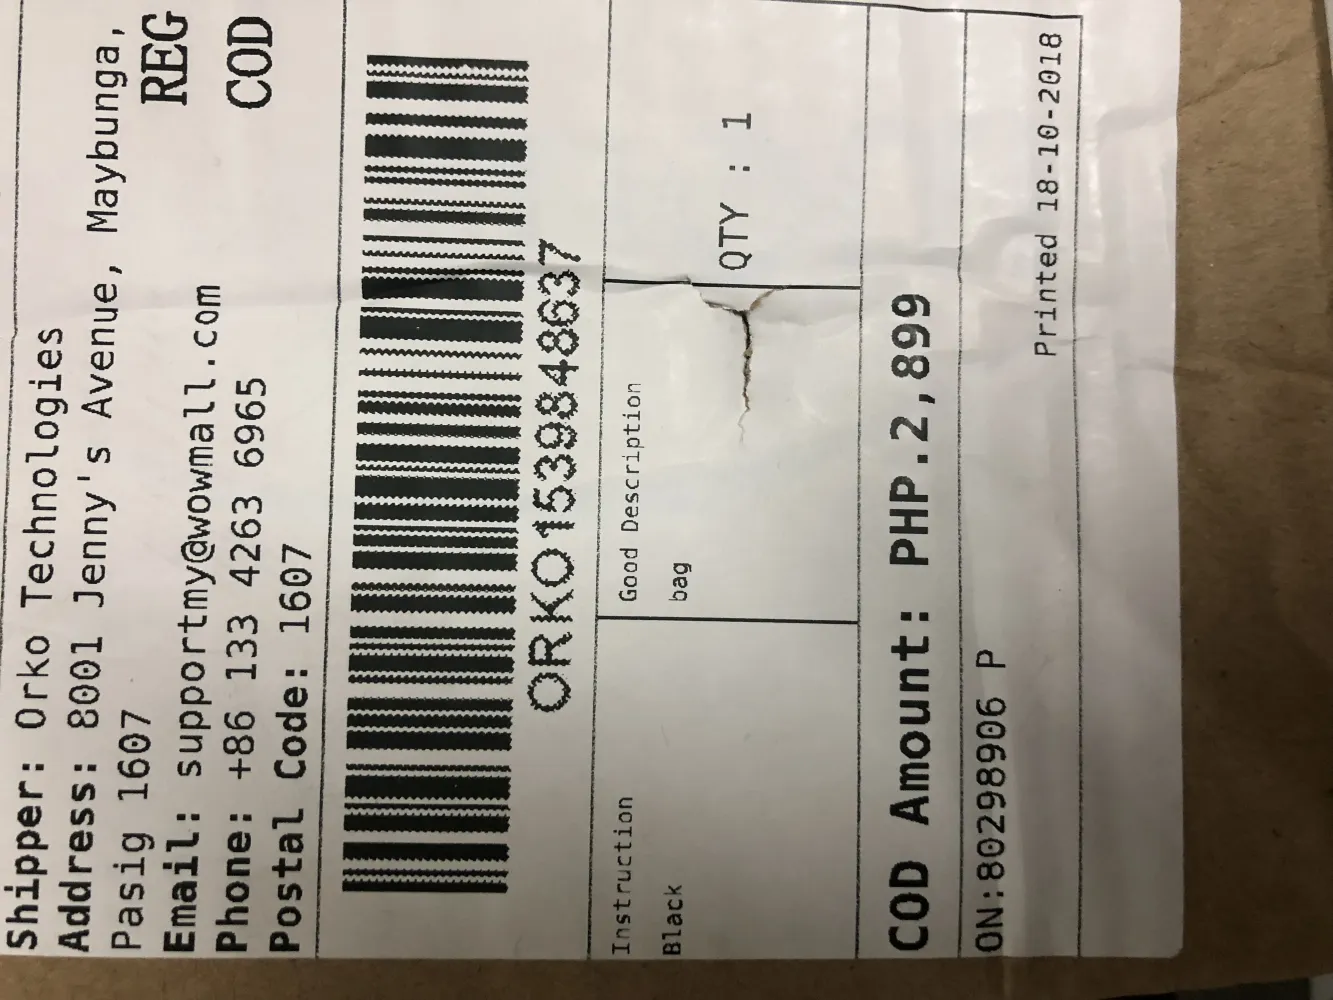 Shipper: Orko Technologies
Address: 8001 Jenny's Avenue, Maybunga,
Pasig 1607
REG
Email: supportmy@wowmall.com
Phone: +86 133 4263 6965
COD
Postal Code: 1607
ORKO1539848637
Instruction
Black
Good Description
bag
QTY : 1
COD Amount: PHP.2,899
ON:80298906 P
Printed 18-10-2018